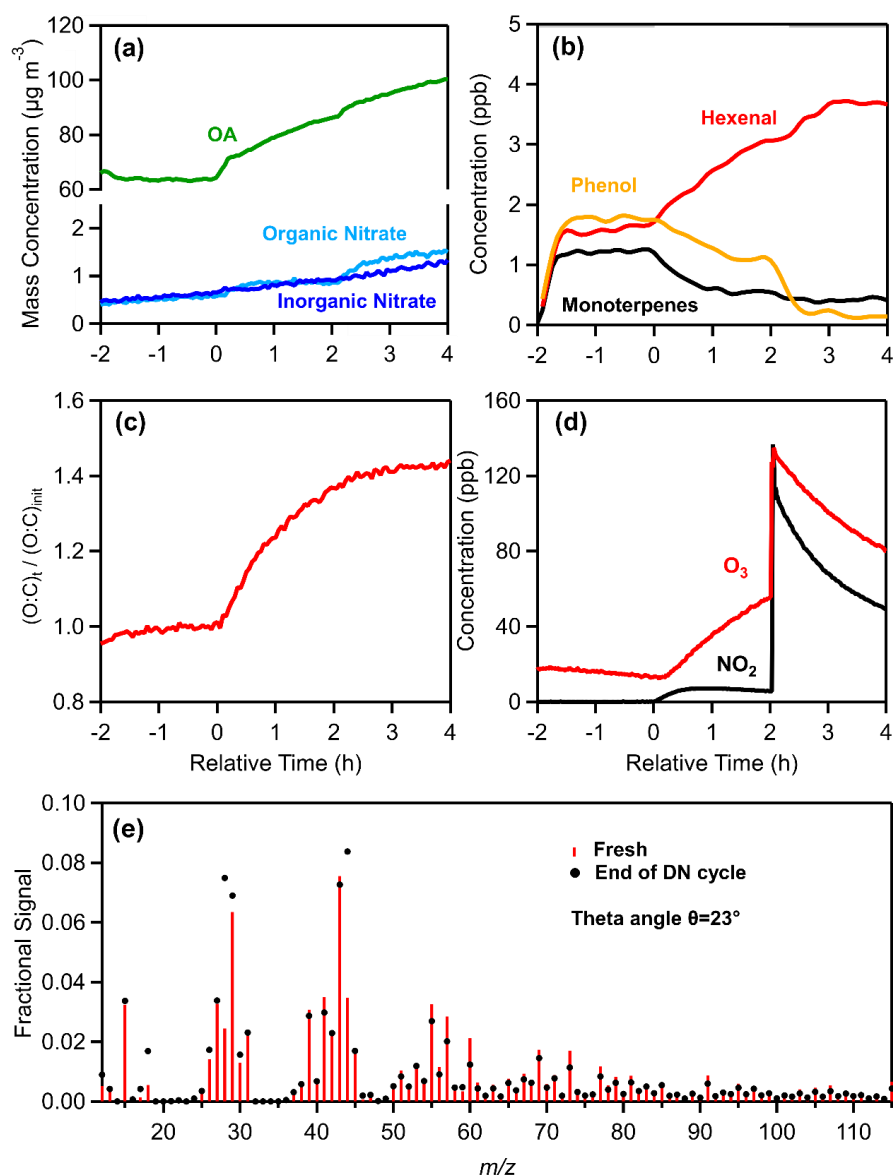 (a)
120
100
80
60
2
1
0
Mass Concentration (µg m⁻³)
OA
Organic Nitrate
Inorganic Nitrate
-2 -1 0 1 2 3 4
(b)
5
4
3
2
1
0
Concentration (ppb)
Hexenal
Phenol
Monoterpenes
-2 -1 0 1 2 3 4
(c)
1.6
1.4
1.2
1.0
0.8
(O:C)t / (O:C)init
-2 -1 0 1 2 3 4
Relative Time (h)
(d)
160
120
80
40
0
Concentration (ppb)
O₃
NO₂
-2 -1 0 1 2 3 4
Relative Time (h)
(e)
0.10
0.08
0.06
0.04
0.02
0.00
Fractional Signal
Fresh
End of DN cycle
Theta angle θ=23°
20 30 40 50 60 70 80 90 100 110
m/z